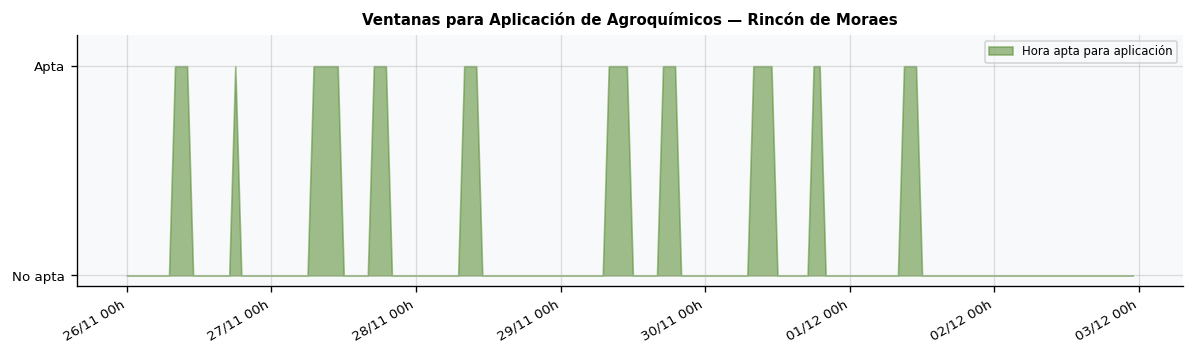 Ventanas para Aplicación de Agroquímicos — Rincón de Moraes
Hora apta para aplicación
Apta
No apta
26/11 00h
27/11 00h
28/11 00h
29/11 00h
30/11 00h
01/12 00h
02/12 00h
03/12 00h